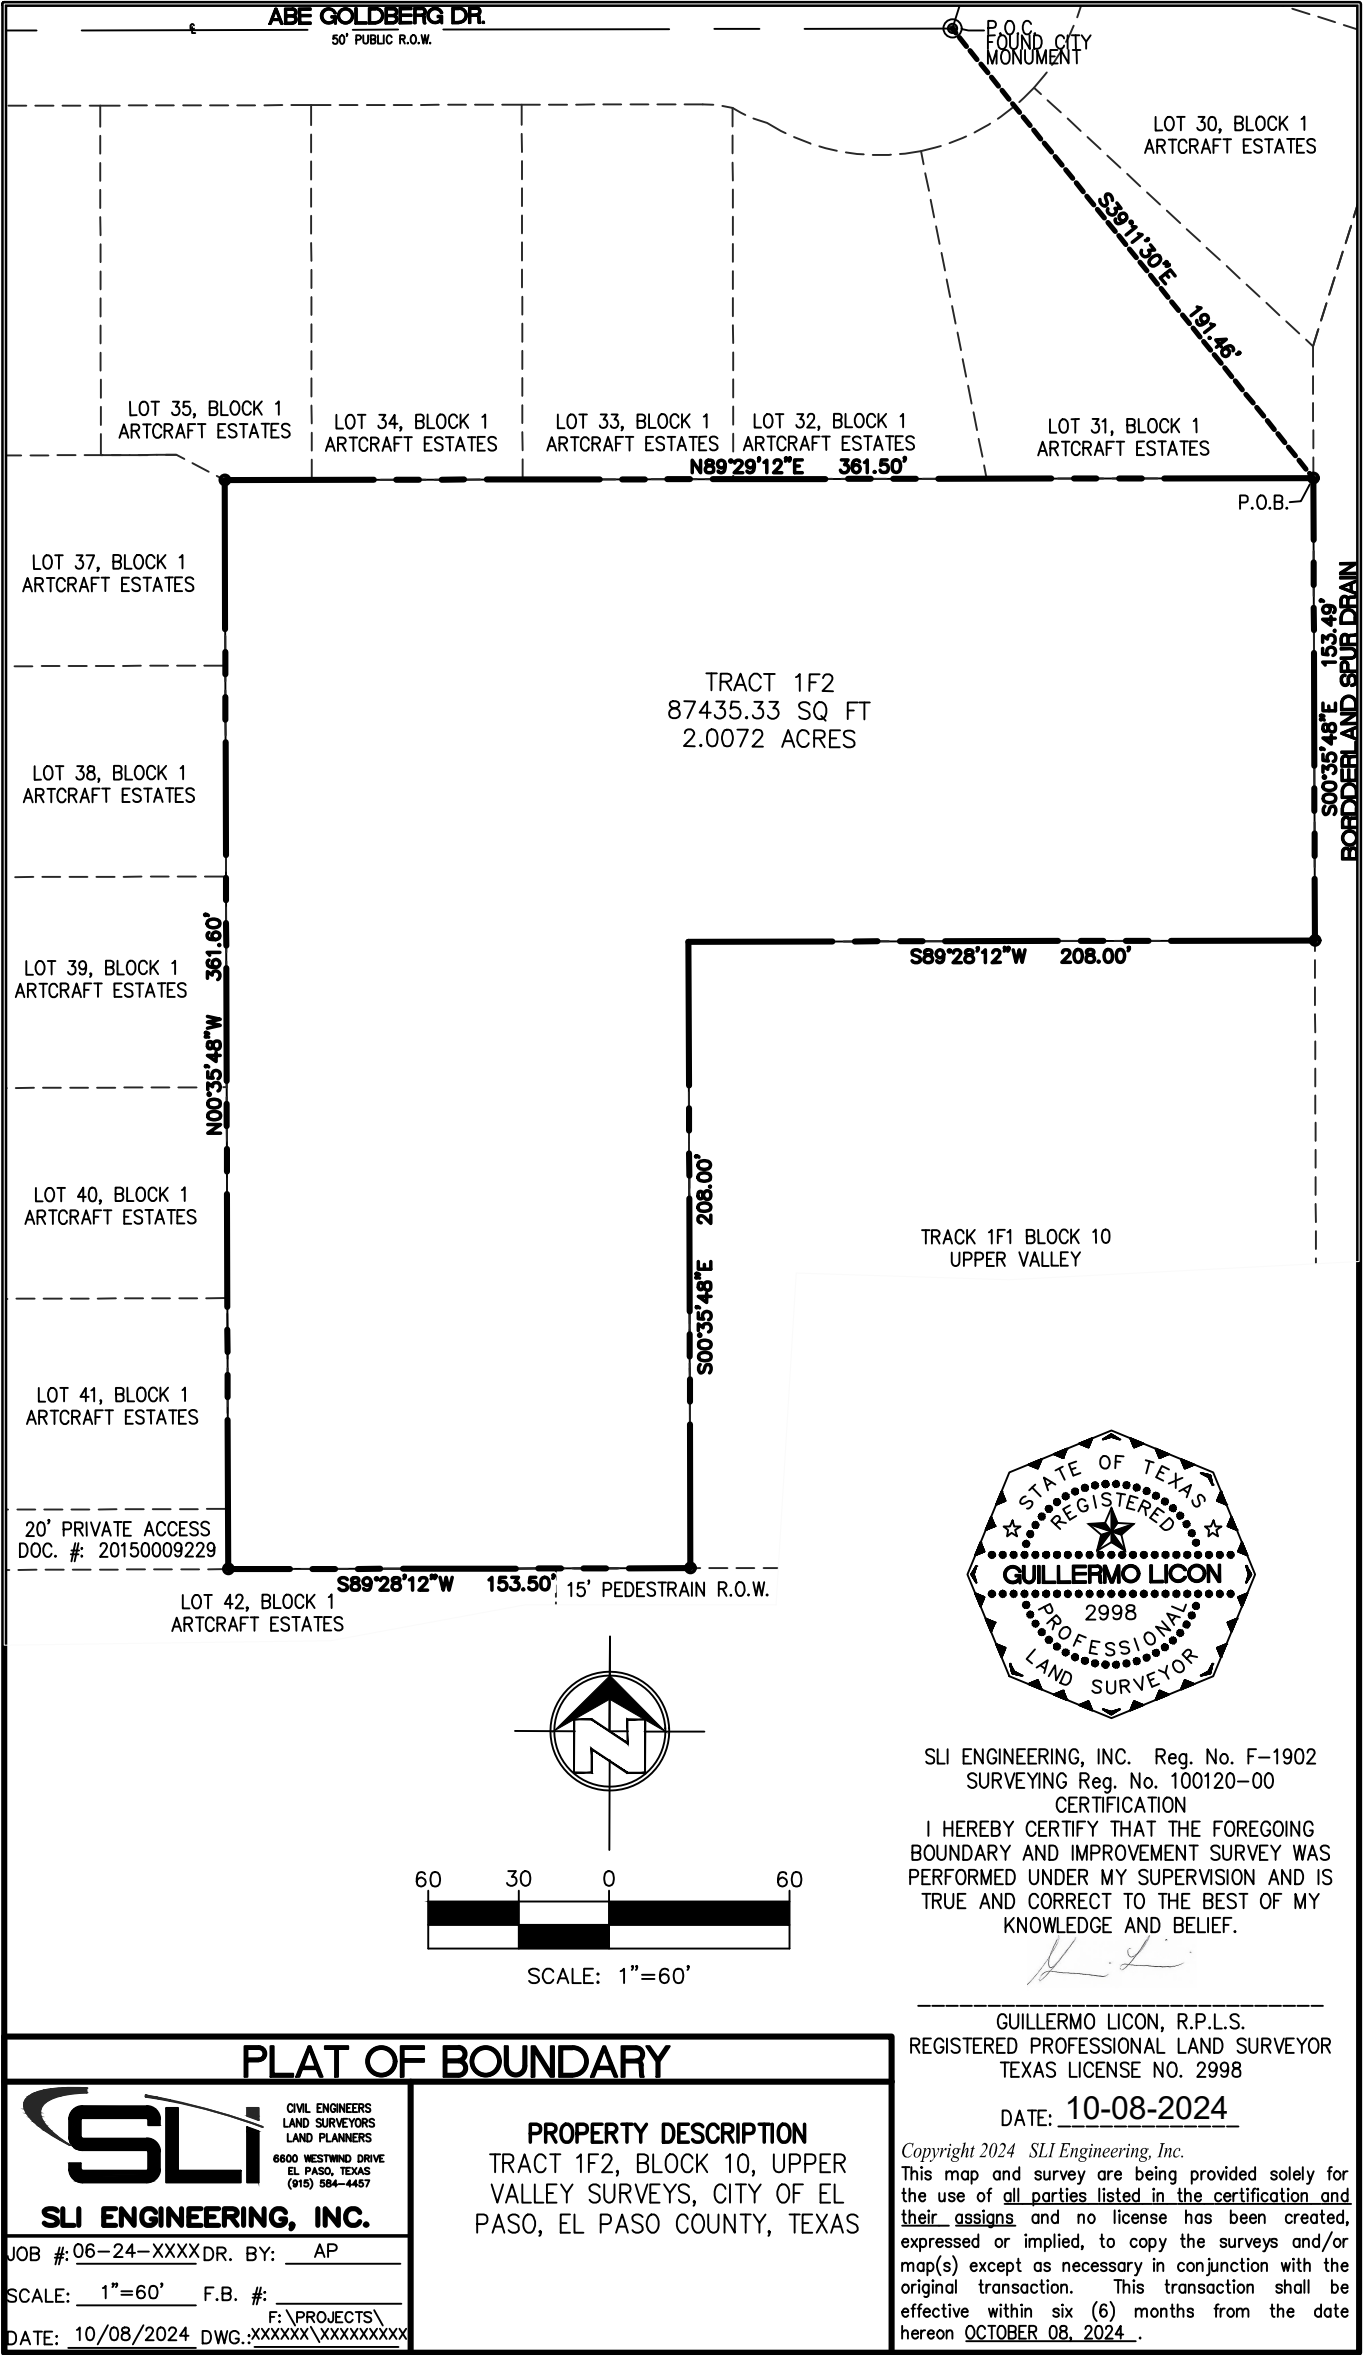 ABE GOLDBERG DR.
50' PUBLIC R.O.W.
P.O.C.
FOUND CITY
MONUMENT
LOT 30, BLOCK 1
ARTCRAFT ESTATES
S39°11'30"E 191.46'
LOT 35, BLOCK 1
ARTCRAFT ESTATES
LOT 34, BLOCK 1
ARTCRAFT ESTATES
LOT 33, BLOCK 1
ARTCRAFT ESTATES
LOT 32, BLOCK 1
ARTCRAFT ESTATES
LOT 31, BLOCK 1
ARTCRAFT ESTATES
N89°29'12"E 361.50'
P.O.B.
LOT 37, BLOCK 1
ARTCRAFT ESTATES
S00°35'48"E 153.49'
BORDDERLAND SPUR DRAIN
TRACT 1F2
87435.33 SQ FT
2.0072 ACRES
LOT 38, BLOCK 1
ARTCRAFT ESTATES
N00°35'48"W 361.60'
LOT 39, BLOCK 1
ARTCRAFT ESTATES
S89°28'12"W 208.00'
LOT 40, BLOCK 1
ARTCRAFT ESTATES
S00°35'48"E 208.00'
TRACK 1F1 BLOCK 10
UPPER VALLEY
LOT 41, BLOCK 1
ARTCRAFT ESTATES
20' PRIVATE ACCESS
DOC. #: 20150009229
S89°28'12"W 153.50'
15' PEDESTRAIN R.O.W.
LOT 42, BLOCK 1
ARTCRAFT ESTATES
STATE OF TEXAS
REGISTERED
GUILLERMO LICON
2998
PROFESSIONAL
LAND SURVEYOR
N
60 30 0 60
SCALE: 1"=60'
SLI ENGINEERING, INC. Reg. No. F-1902
SURVEYING Reg. No. 100120-00
CERTIFICATION
I HEREBY CERTIFY THAT THE FOREGOING
BOUNDARY AND IMPROVEMENT SURVEY WAS
PERFORMED UNDER MY SUPERVISION AND IS
TRUE AND CORRECT TO THE BEST OF MY
KNOWLEDGE AND BELIEF.
GUILLERMO LICON, R.P.L.S.
REGISTERED PROFESSIONAL LAND SURVEYOR
TEXAS LICENSE NO. 2998
DATE: 10-08-2024
Copyright 2024 SLI Engineering, Inc.
This map and survey are being provided solely for
the use of all parties listed in the certification and
their assigns and no license has been created,
expressed or implied, to copy the surveys and/or
map(s) except as necessary in conjunction with the
original transaction. This transaction shall be
effective within six (6) months from the date
hereon OCTOBER 08, 2024 .
PLAT OF BOUNDARY
SLI
CIVIL ENGINEERS
LAND SURVEYORS
LAND PLANNERS
6600 WESTWIND DRIVE
EL PASO, TEXAS
(915) 584-4457
SLI ENGINEERING, INC.
JOB #: 06-24-XXXX DR. BY: AP
SCALE: 1"=60' F.B. #:
DATE: 10/08/2024 DWG.: F:\PROJECTS\
XXXXXX\XXXXXXXXX
PROPERTY DESCRIPTION
TRACT 1F2, BLOCK 10, UPPER
VALLEY SURVEYS, CITY OF EL
PASO, EL PASO COUNTY, TEXAS